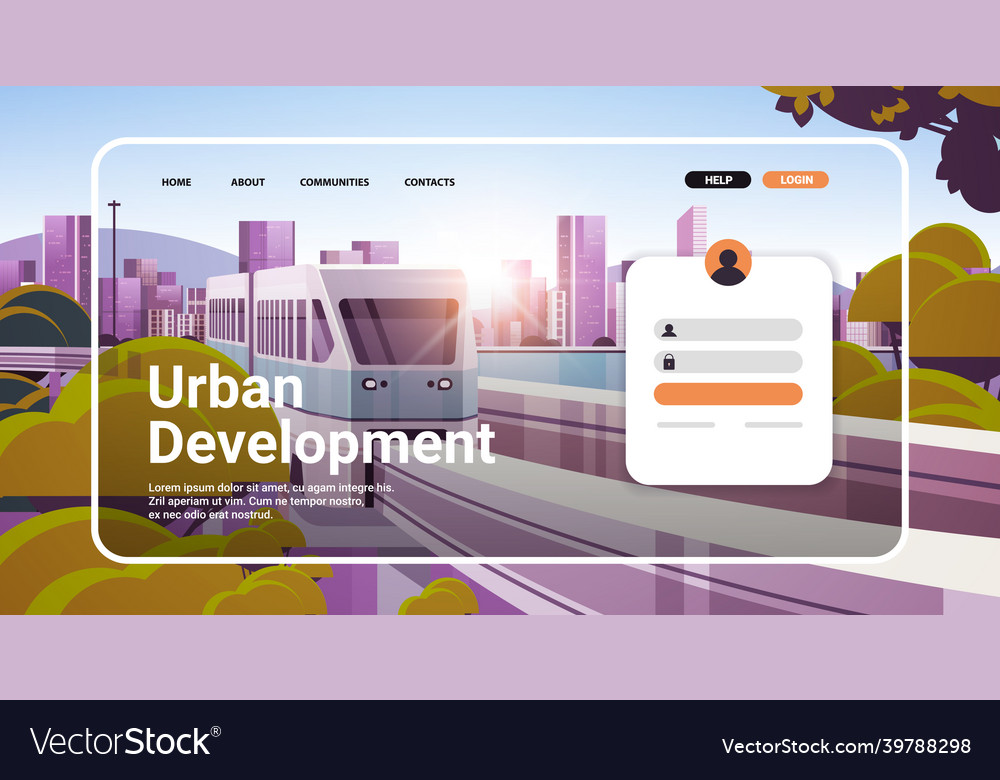 HOME ABOUT COMMUNITIES CONTACTS HELP LOGIN
Urban
Development
Lorem ipsum dolor sit amet, cu agam integre his.
Zril aperiam ut vim. Cum ne tempor nostro,
ex nec odio erat nostrud.
VectorStock®
VectorStock.com/39788298